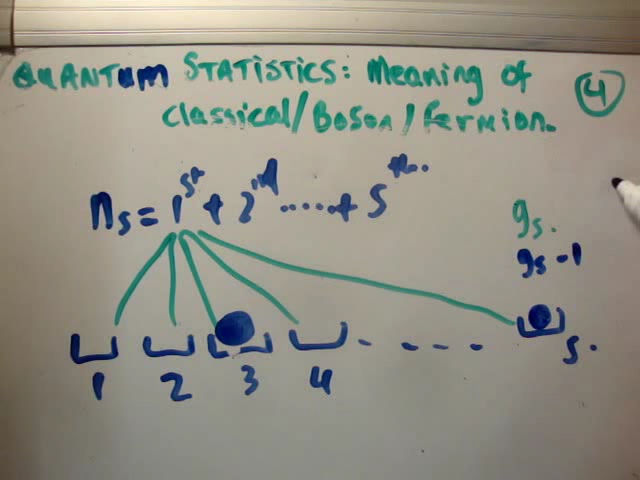 QUANTUM STATISTICS: Meaning of
4
Classical/Boson/fermion.
ns = 1st + 2nd ..... + sth..
gs.
gs - 1
1 2 3 4 - - - - s.